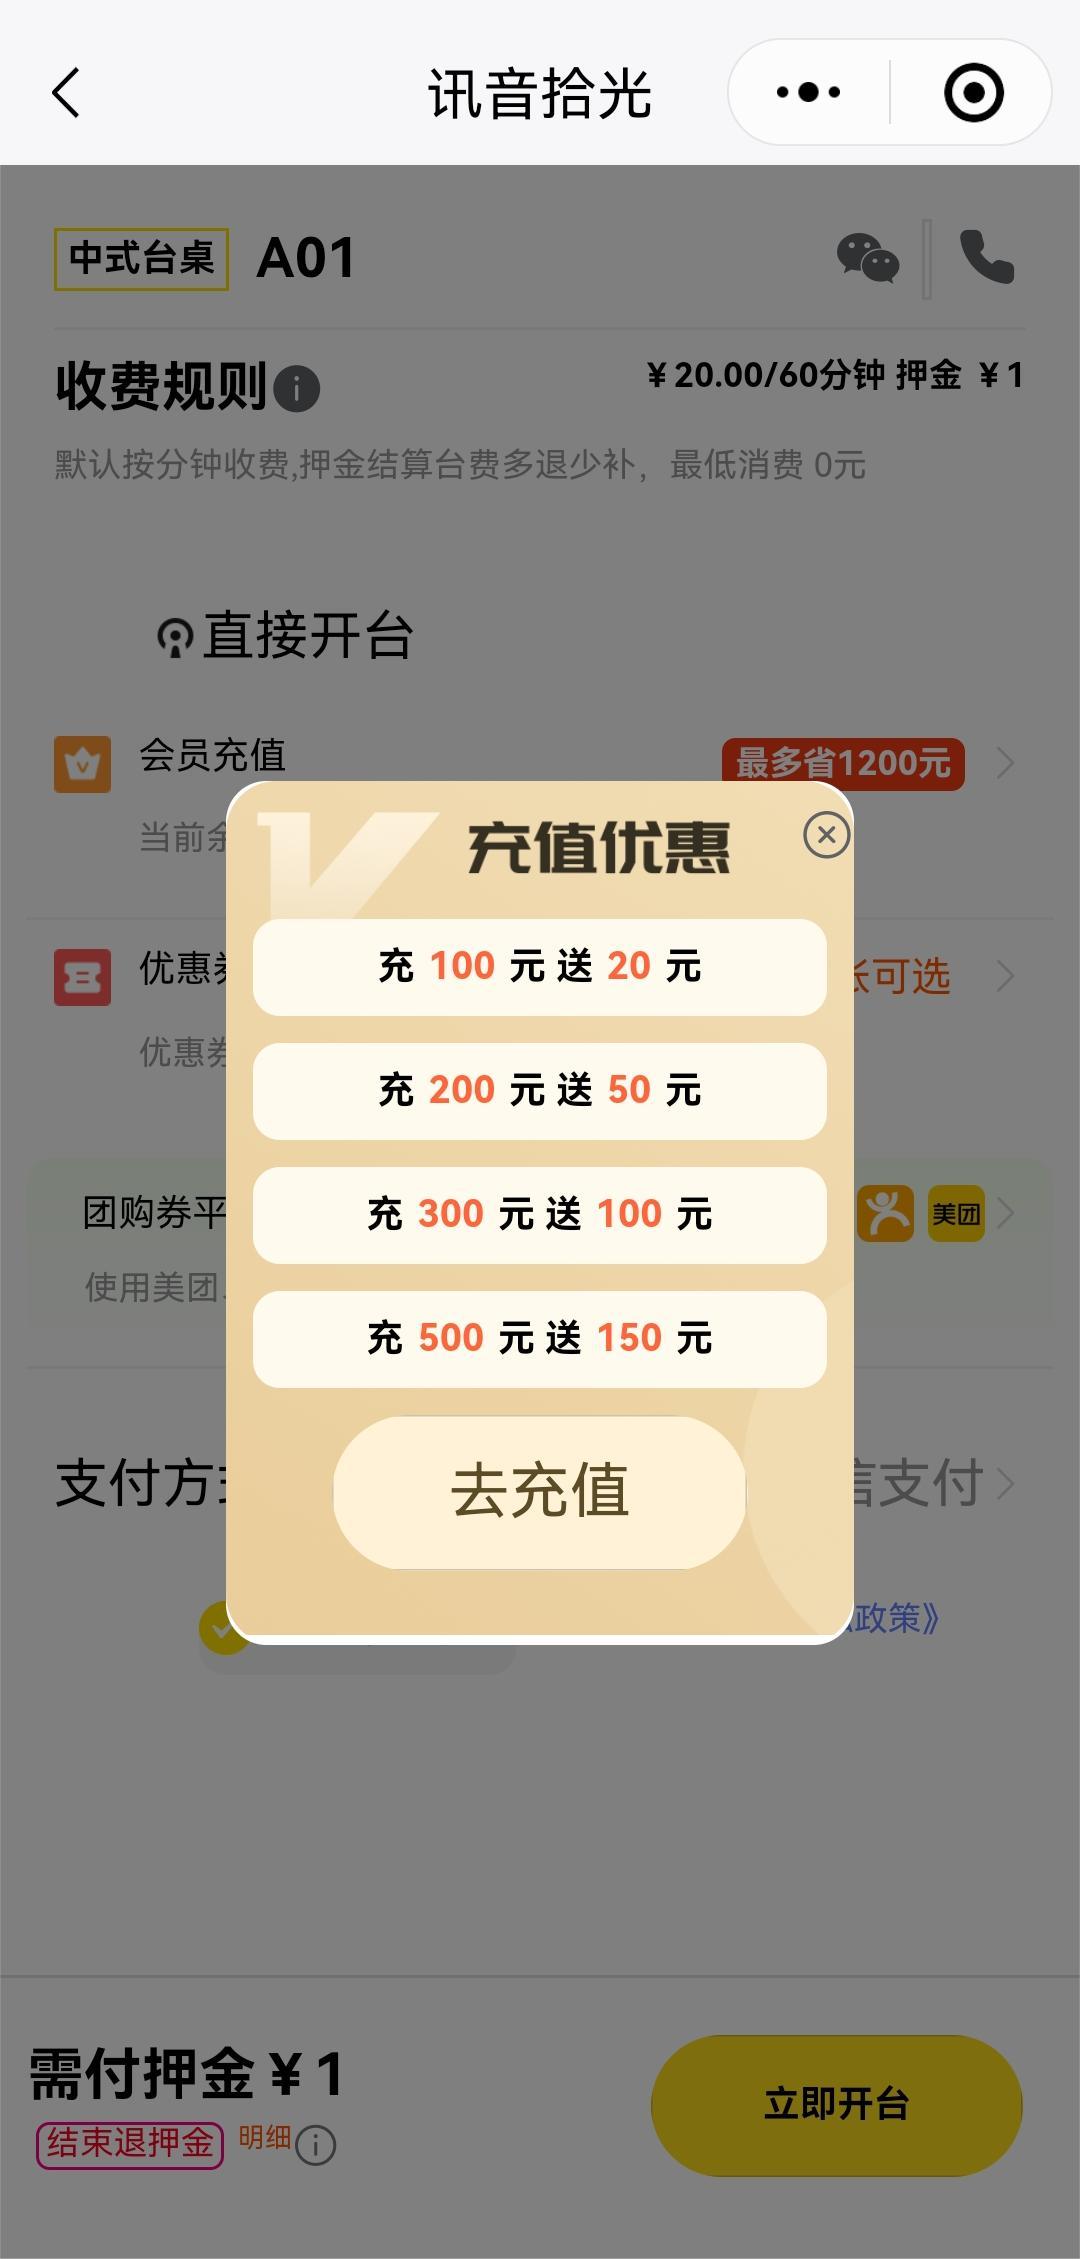 讯音拾光
中式台桌 A01
收费规则 ¥20.00/60分钟 押金 ¥1
默认按分钟收费,押金结算台费多退少补，最低消费 0元
直接开台
会员充值 最多省1200元
当前
充值优惠
充 100 元 送 20 元
优惠 可选
优惠券
充 200 元 送 50 元
团购券平 美团
充 300 元 送 100 元
使用美团
充 500 元 送 150 元
支付方 支付
去充值
政策》
需付押金¥1
立即开台
结束退押金 明细